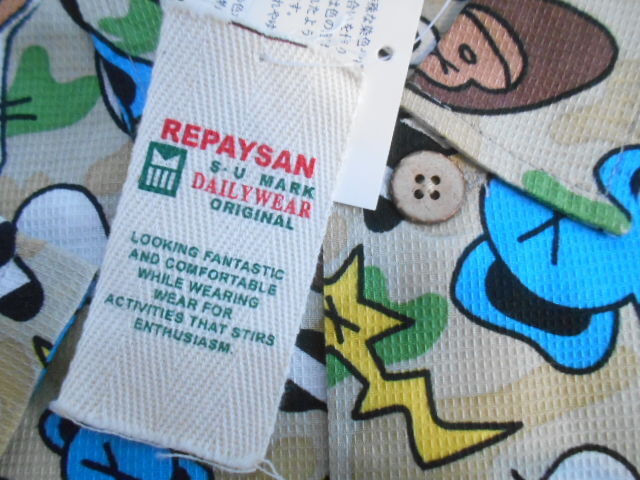 REPAYSAN
S·U MARK
DAILYWEAR
ORIGINAL
LOOKING FANTASTIC
AND COMFORTABLE
WHILE WEARING
WEAR FOR
ACTIVITIES THAT STIRS
ENTHUSIASM.